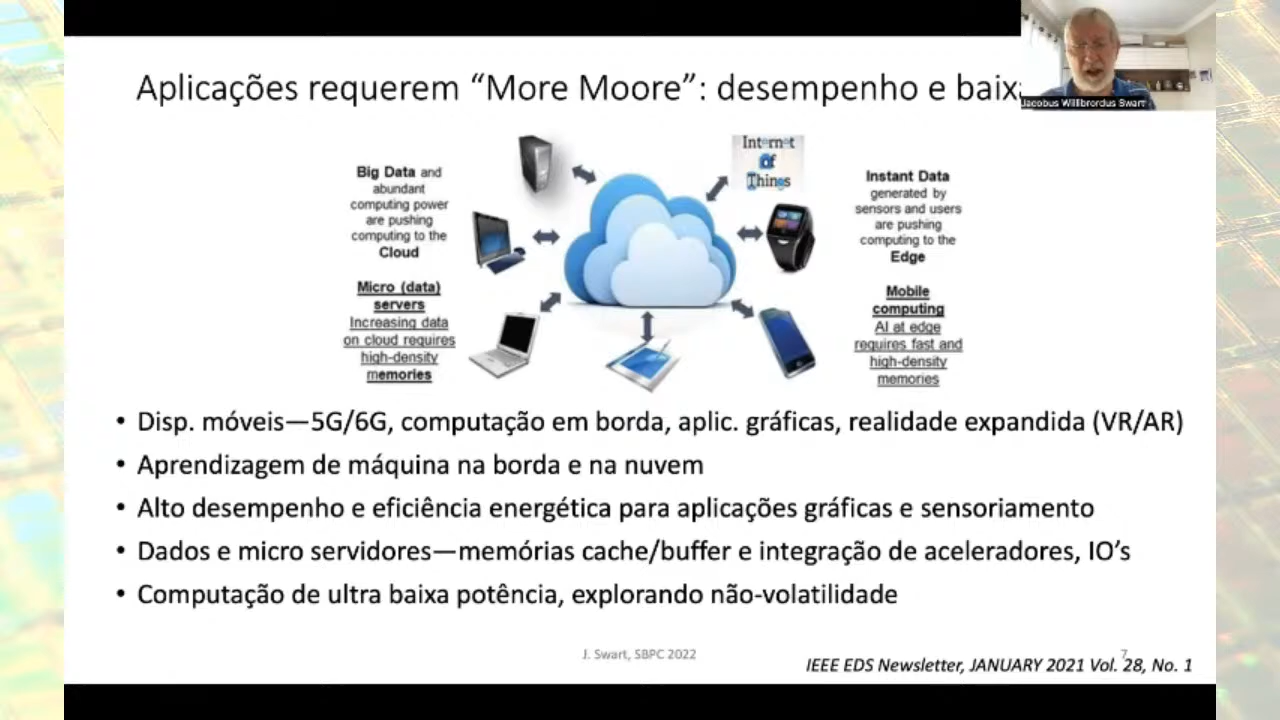 Aplicações requerem “More Moore”: desempenho e baixa
Jacobus Willibrordus Swart
Big Data and
abundant
computing power
are pushing
computing to the
Cloud
Micro (data)
servers
Increasing data
on cloud requires
high-density
memories
Internet
of
Things
Instant Data
generated by
sensors and users
are pushing
computing to the
Edge
Mobile
computing
AI at edge
requires fast and
high-density
memories
• Disp. móveis—5G/6G, computação em borda, aplic. gráficas, realidade expandida (VR/AR)
• Aprendizagem de máquina na borda e na nuvem
• Alto desempenho e eficiência energética para aplicações gráficas e sensoriamento
• Dados e micro servidores—memórias cache/buffer e integração de aceleradores, IO’s
• Computação de ultra baixa potência, explorando não-volatilidade
J. Swart, SBPC 2022
7
IEEE EDS Newsletter, JANUARY 2021 Vol. 28, No. 1